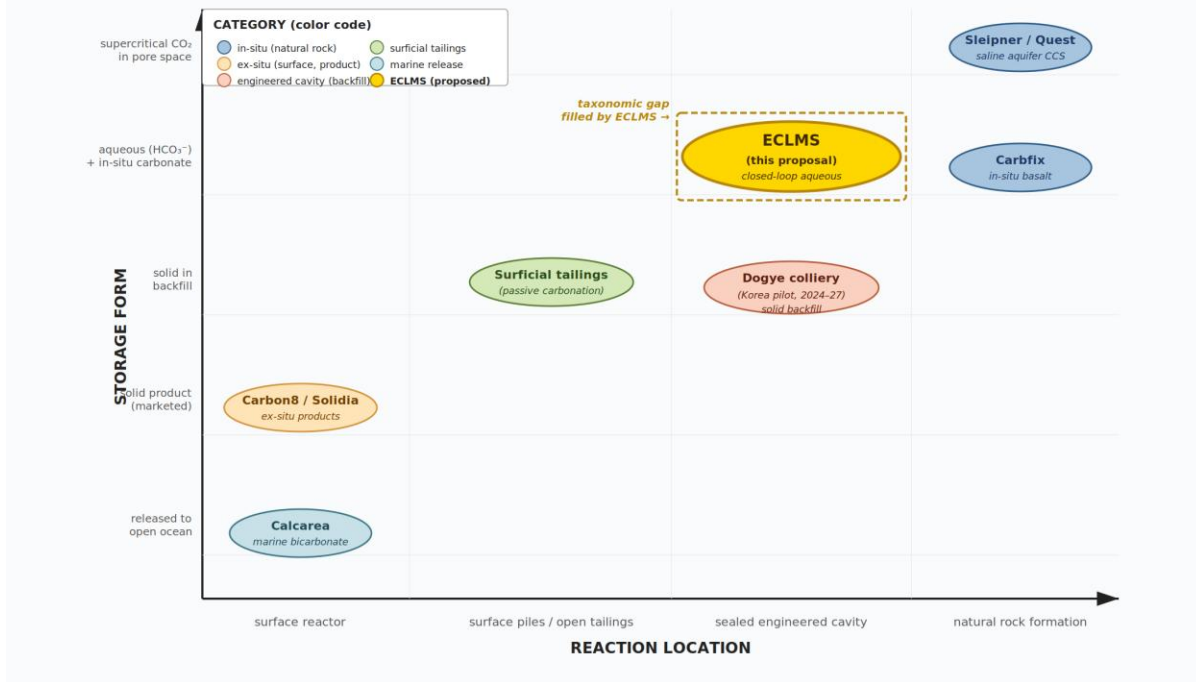 CATEGORY (color code)
in-situ (natural rock)
surficial tailings
ex-situ (surface, product)
marine release
engineered cavity (backfill)
ECLMS (proposed)
supercritical CO₂
in pore space
Sleipner / Quest
saline aquifer CCS
taxonomic gap
filled by ECLMS →
aqueous (HCO₃⁻)
+ in-situ carbonate
ECLMS
(this proposal)
closed-loop aqueous
Carbfix
in-situ basalt
STORAGE FORM
solid in
backfill
Surficial tailings
(passive carbonation)
Dogye colliery
(Korea pilot, 2024–27)
solid backfill
solid product
(marketed)
Carbon8 / Solidia
ex-situ products
released to
open ocean
Calcarea
marine bicarbonate
surface reactor
surface piles / open tailings
sealed engineered cavity
natural rock formation
REACTION LOCATION